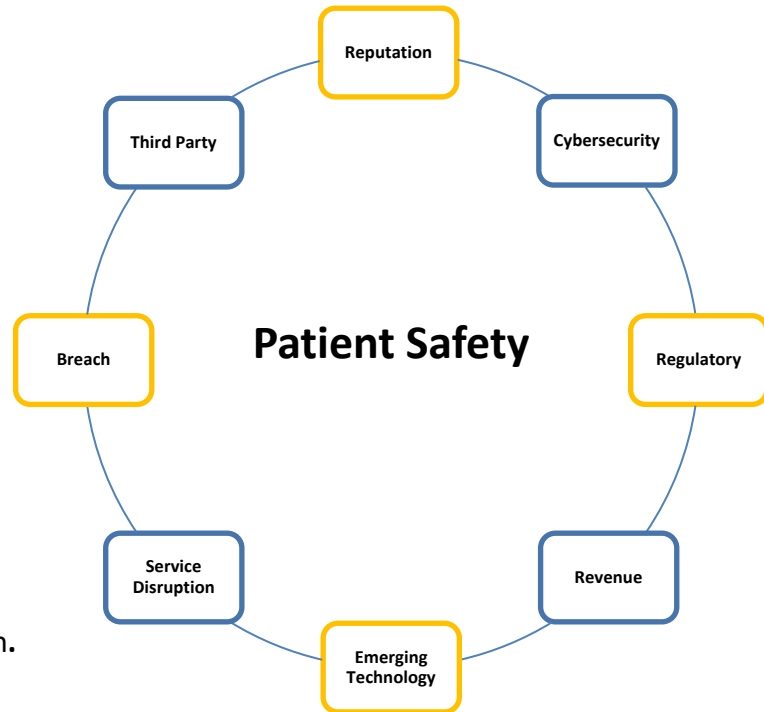 Reputation
Third Party
Cybersecurity
Patient Safety
Breach
Regulatory
Service
Disruption
Revenue
Emerging
Technology